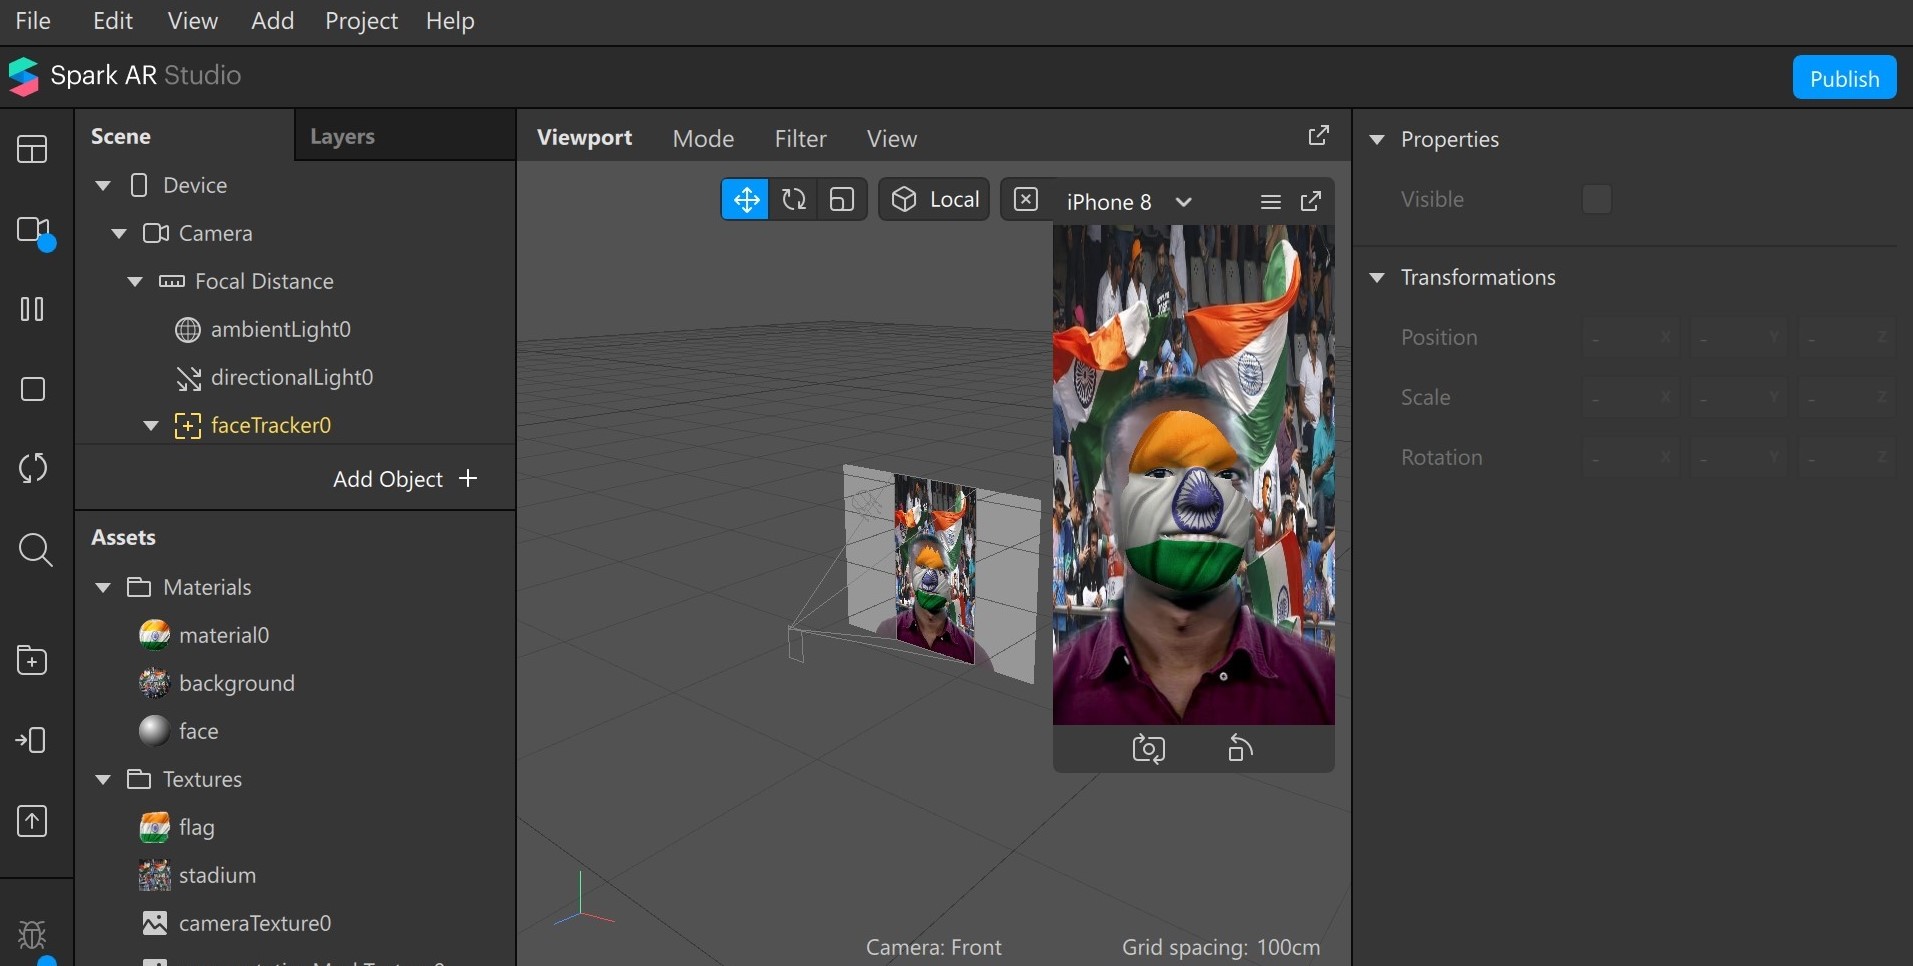 File Edit View Add Project Help
Spark AR Studio
Publish
Scene
Layers
Device
Camera
Focal Distance
ambientLight0
directionalLight0
faceTracker0
Add Object +
Assets
Materials
material0
background
face
Textures
flag
stadium
cameraTexture0
Viewport Mode Filter View
Local
iPhone 8
Camera: Front
Grid spacing: 100cm
Properties
Visible
Transformations
Position - X - Y - Z
Scale - X - Y - Z
Rotation - X - Y - Z